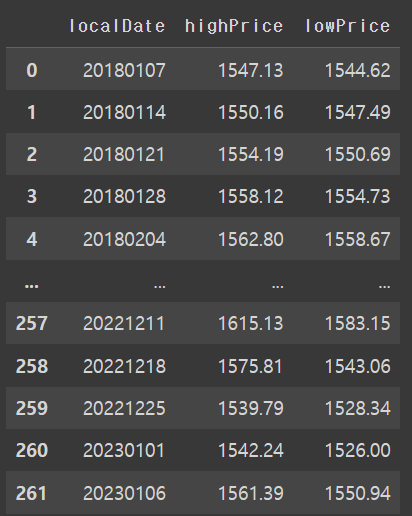 localDate highPrice lowPrice
0 20180107 1547.13 1544.62
1 20180114 1550.16 1547.49
2 20180121 1554.19 1550.69
3 20180128 1558.12 1554.73
4 20180204 1562.80 1558.67
... ... ... ...
257 20221211 1615.13 1583.15
258 20221218 1575.81 1543.06
259 20221225 1539.79 1528.34
260 20230101 1542.24 1526.00
261 20230106 1561.39 1550.94